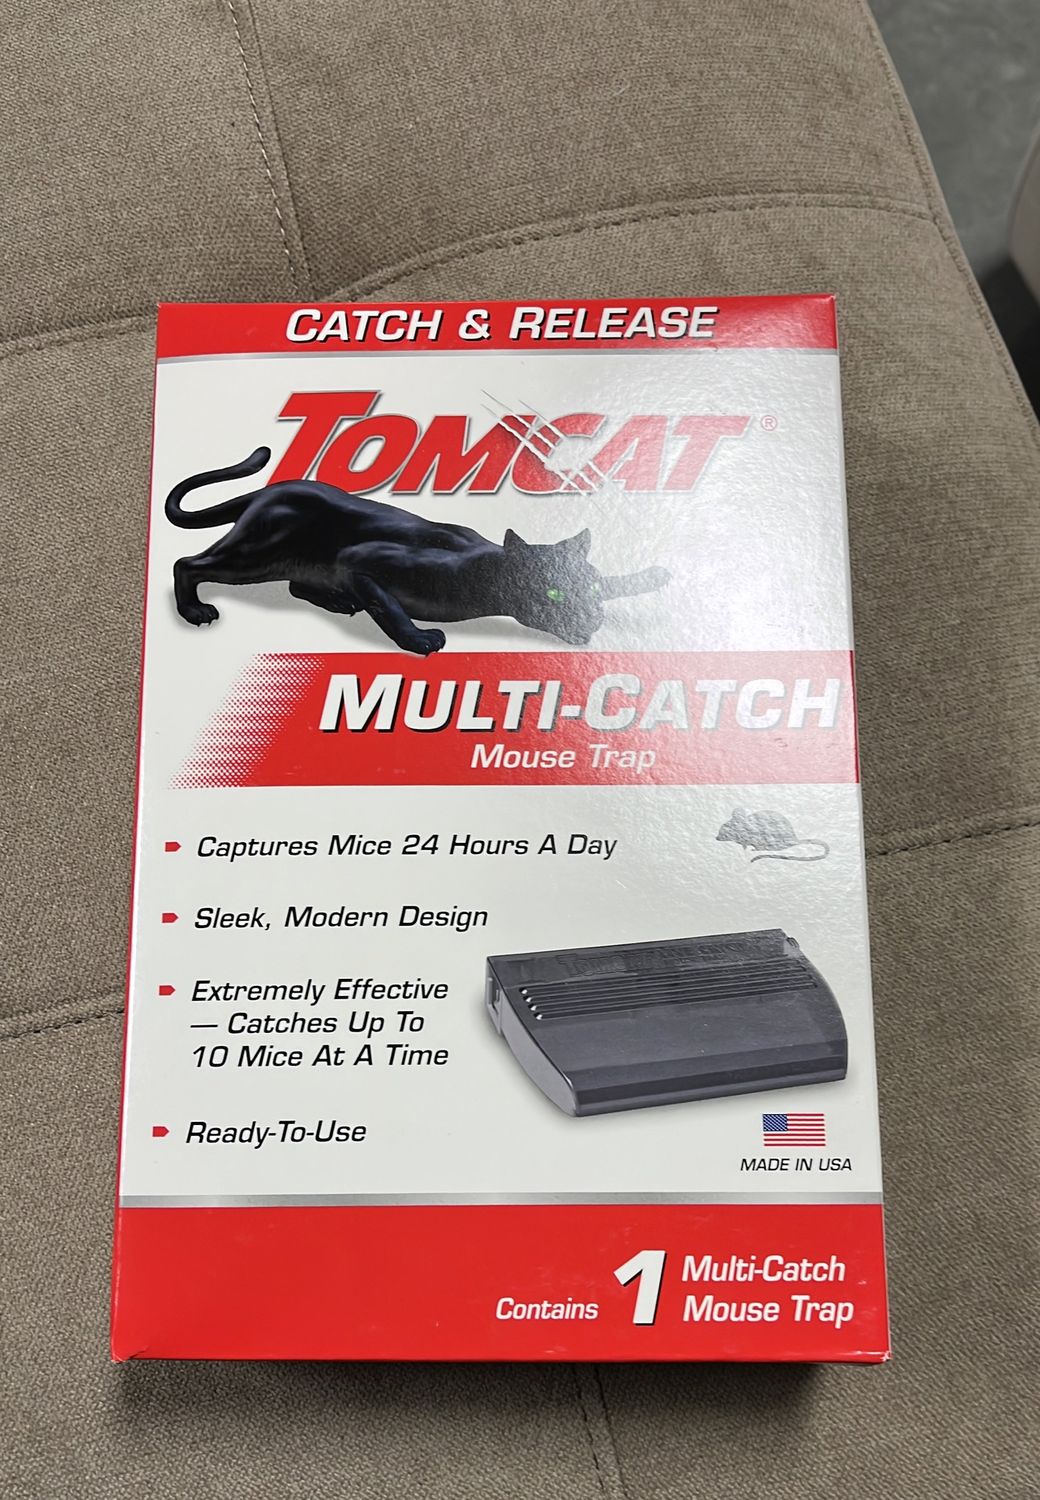 CATCH & RELEASE
TOMCAT®
MULTI-CATCH
Mouse Trap
Captures Mice 24 Hours A Day
Sleek, Modern Design
Extremely Effective
— Catches Up To
10 Mice At A Time
Ready-To-Use
MADE IN USA
Contains 1 Multi-Catch
Mouse Trap